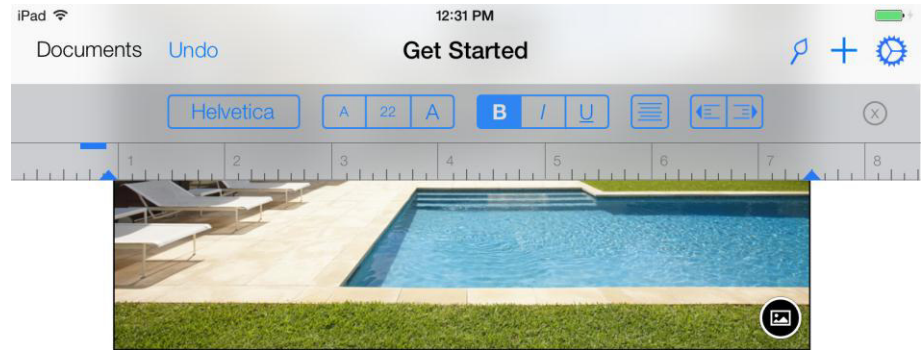 iPad 12:31 PM
Documents Undo Get Started
Helvetica A 22 A B I U X
1 2 3 4 5 6 7 8